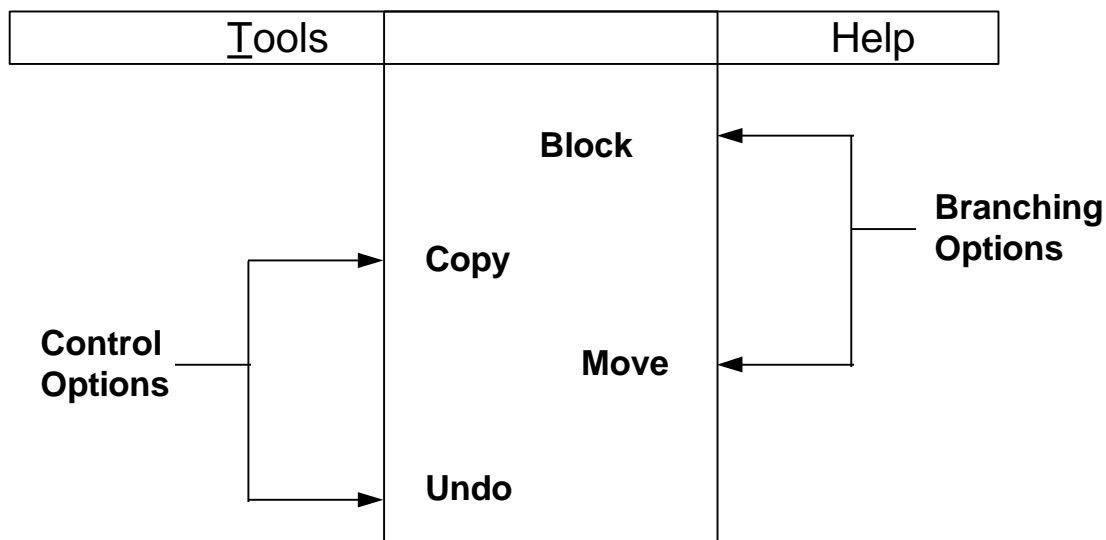 Tools
Help
Block
Branching
Options
Copy
Control
Options
Move
Undo